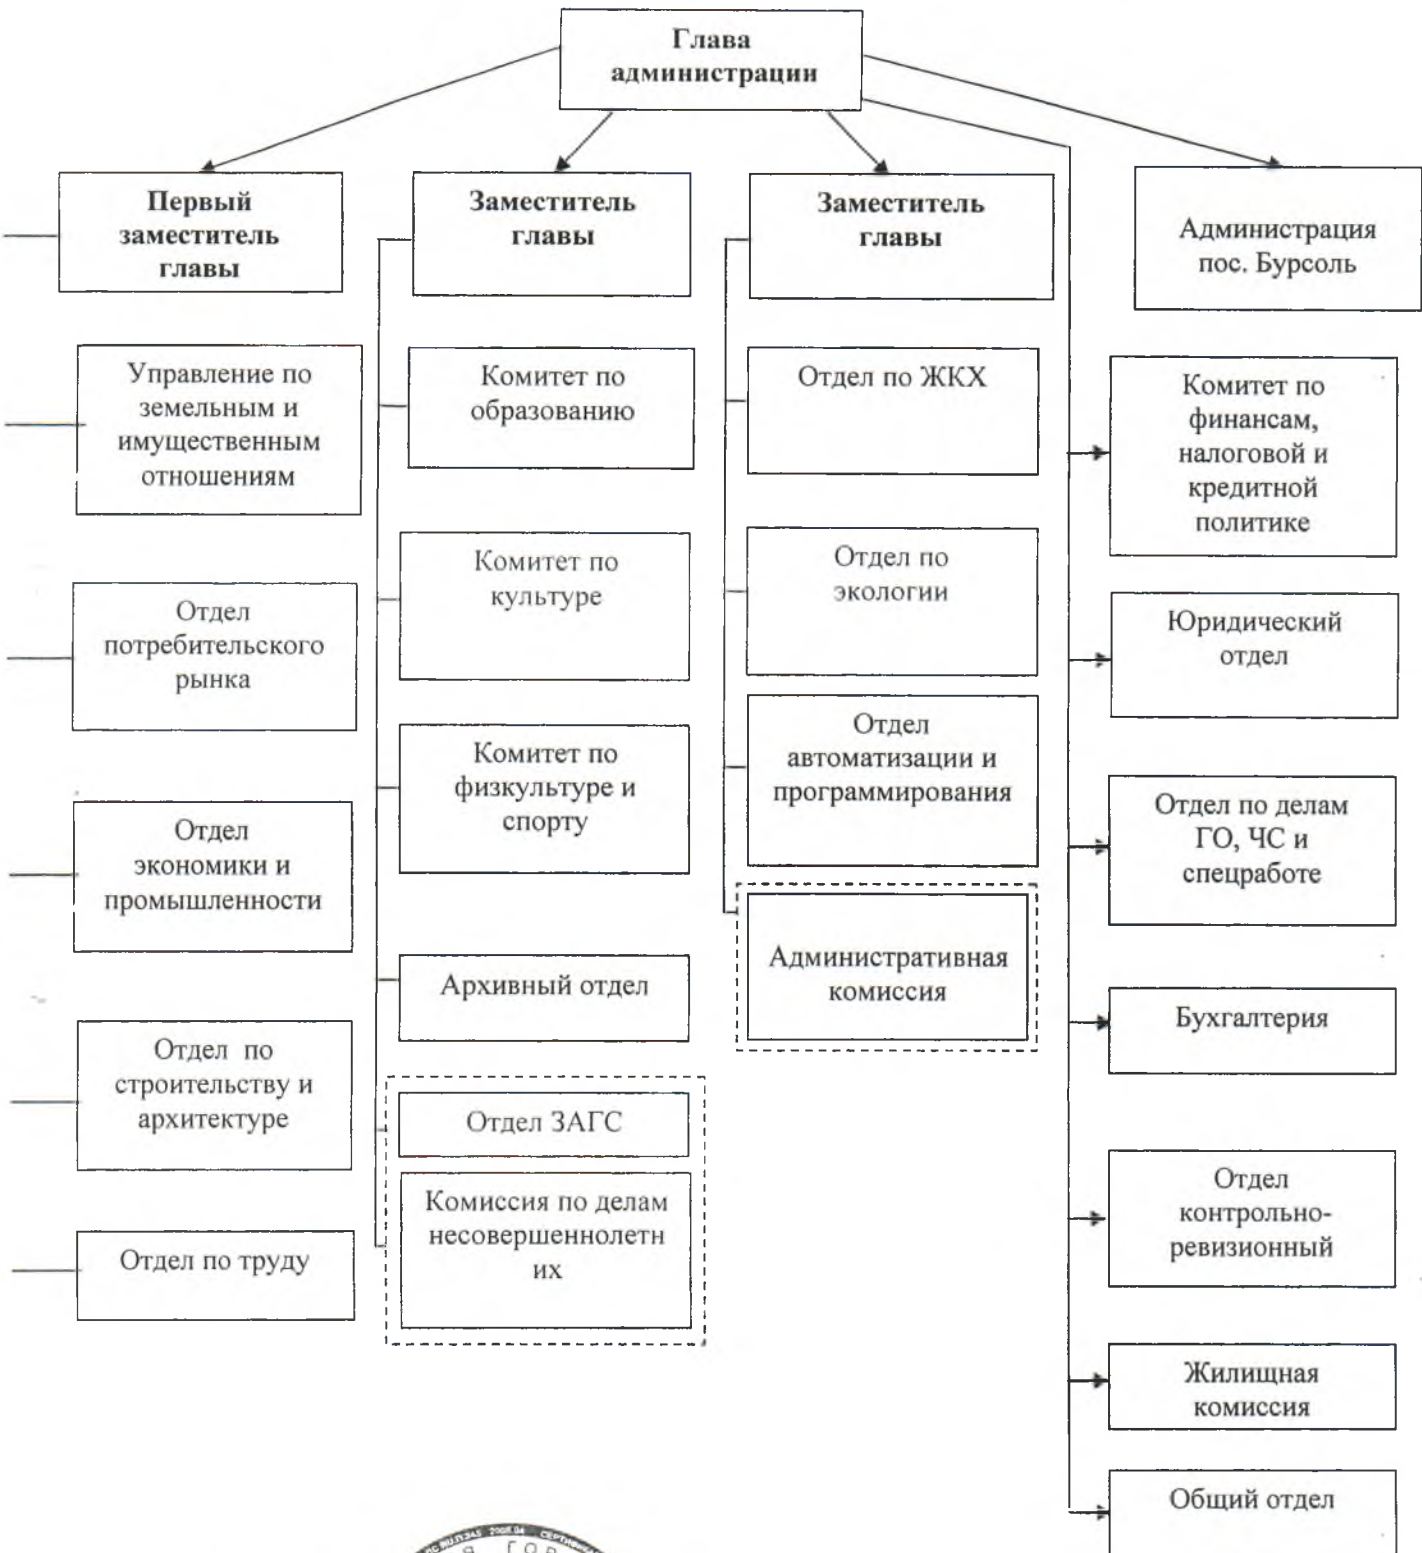 Глава
администрации
Первый
заместитель
главы
Заместитель
главы
Заместитель
главы
Администрация
пос. Бурсоль
Управление по
земельным и
имущественным
отношениям
Отдел
потребительского
рынка
Отдел
экономики и
промышленности
Отдел по
строительству и
архитектуре
Отдел по труду
Комитет по
образованию
Комитет по
культуре
Комитет по
физкультуре и
спорту
Архивный отдел
Отдел ЗАГС
Комиссия по делам
несовершеннолетн
их
Отдел по ЖКХ
Отдел по
экологии
Отдел
автоматизации и
программирования
Административная
комиссия
Комитет по
финансам,
налоговой и
кредитной
политике
Юридический
отдел
Отдел по делам
ГО, ЧС и
спецработе
Бухгалтерия
Отдел
контрольно-
ревизионный
Жилищная
комиссия
Общий отдел